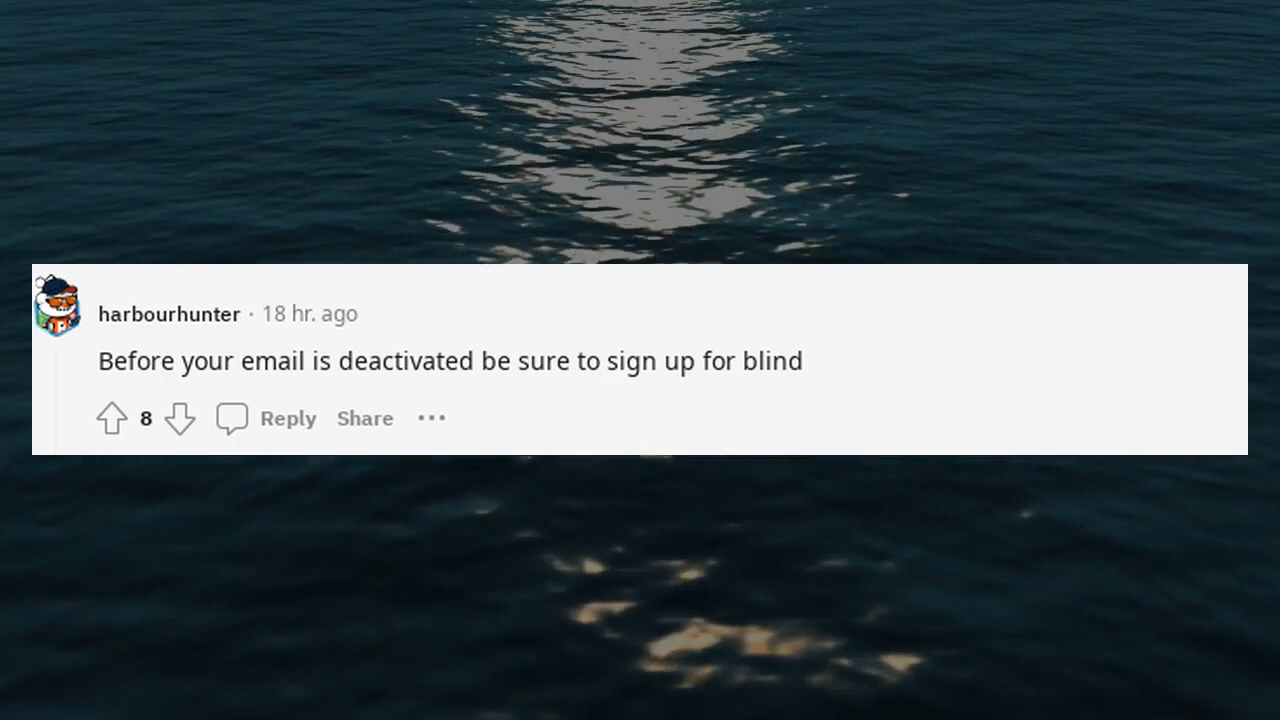 harbourhunter · 18 hr. ago
Before your email is deactivated be sure to sign up for blind
8 Reply Share ···